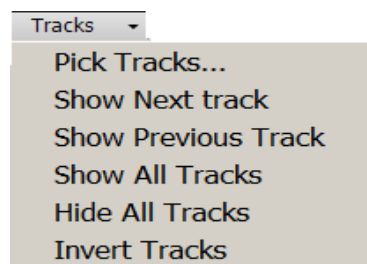 Tracks
Pick Tracks...
Show Next track
Show Previous Track
Show All Tracks
Hide All Tracks
Invert Tracks